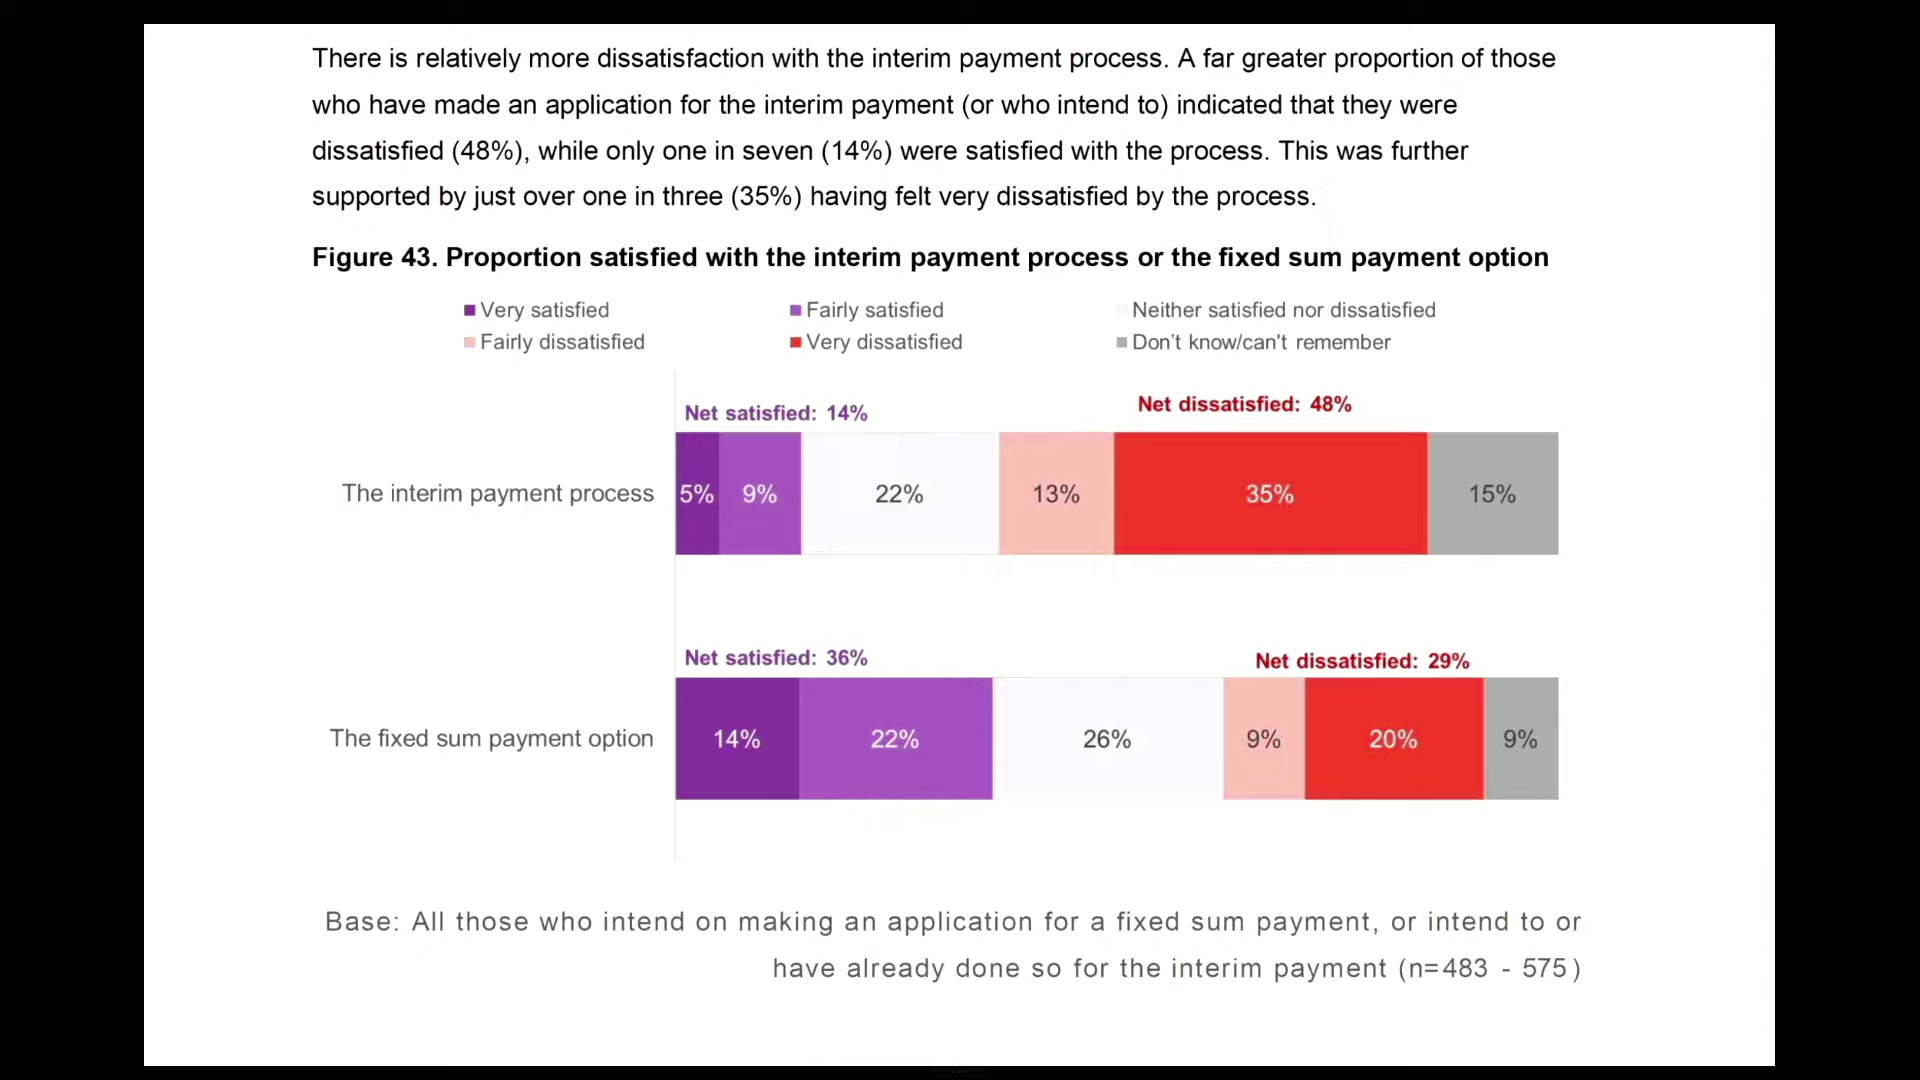 There is relatively more dissatisfaction with the interim payment process. A far greater proportion of those
who have made an application for the interim payment (or who intend to) indicated that they were
dissatisfied (48%), while only one in seven (14%) were satisfied with the process. This was further
supported by just over one in three (35%) having felt very dissatisfied by the process.
Figure 43. Proportion satisfied with the interim payment process or the fixed sum payment option
Very satisfied Fairly satisfied Neither satisfied nor dissatisfied
Fairly dissatisfied Very dissatisfied Don't know/can't remember
Net satisfied: 14% Net dissatisfied: 48%
The interim payment process 5% 9% 22% 13% 35% 15%
Net satisfied: 36% Net dissatisfied: 29%
The fixed sum payment option 14% 22% 26% 9% 20% 9%
Base: All those who intend on making an application for a fixed sum payment, or intend to or
have already done so for the interim payment (n=483 - 575)